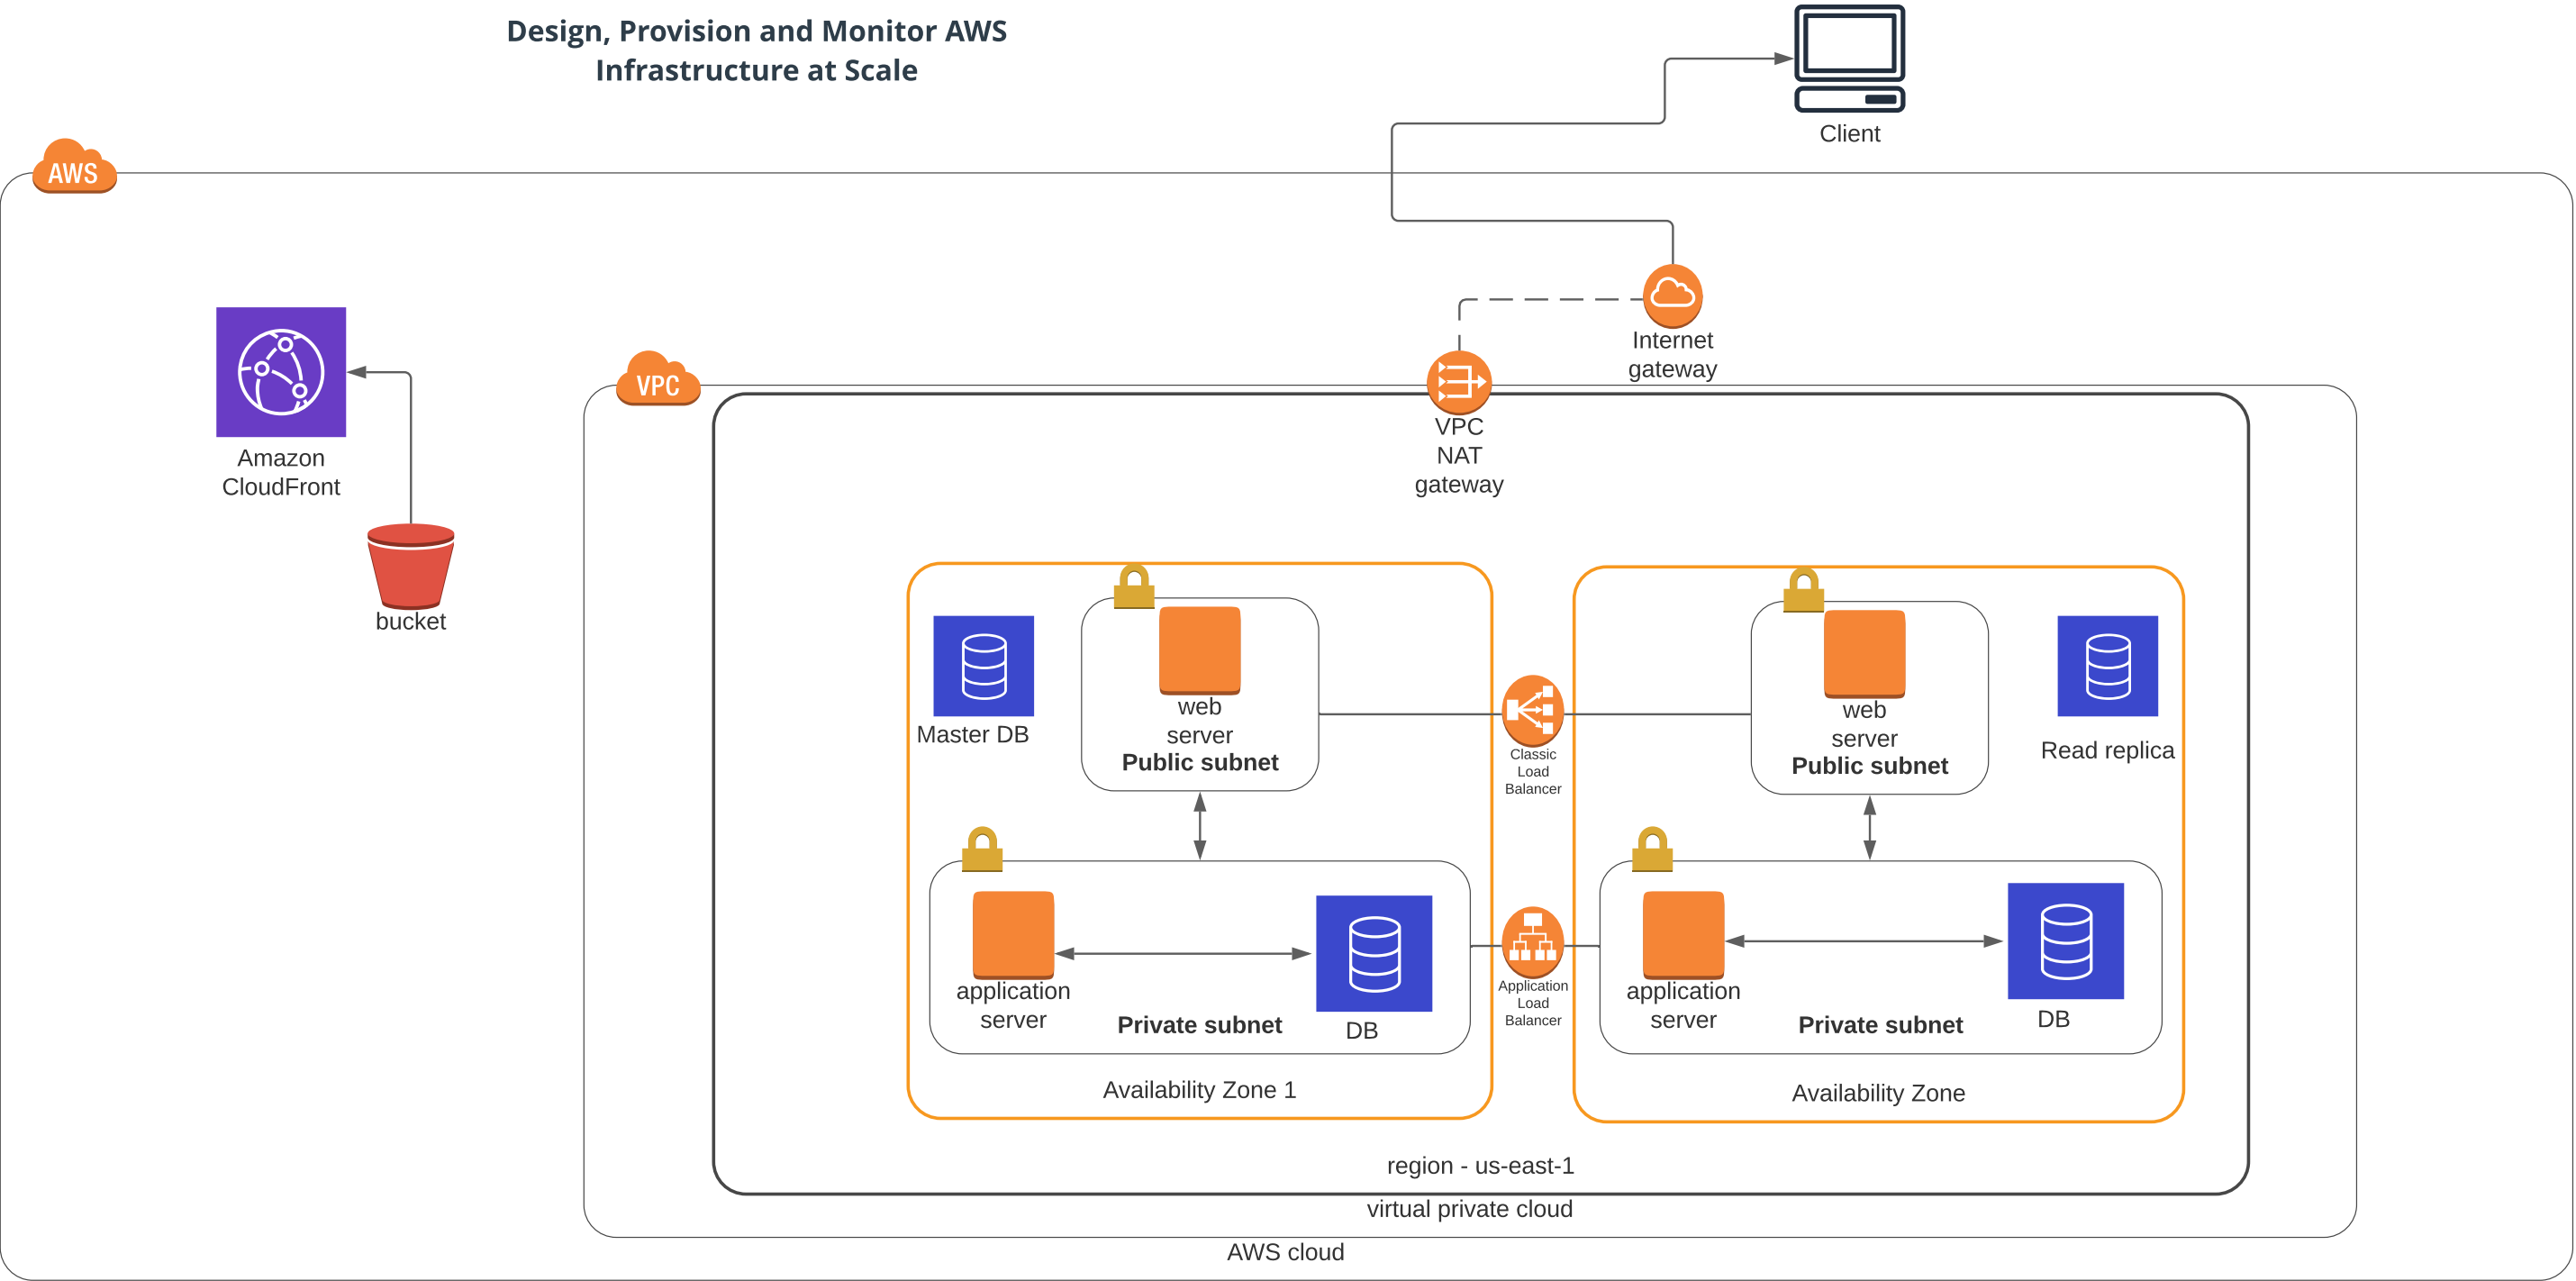 Design, Provision and Monitor AWS
Infrastructure at Scale
Client
AWS
Internet
gateway
Amazon
CloudFront
bucket
VPC
VPC
NAT
gateway
Master DB
web
server
Public subnet
Classic
Load
Balancer
web
server
Public subnet
Read replica
application
server
Private subnet
DB
Application
Load
Balancer
application
server
Private subnet
DB
Availability Zone 1
Availability Zone
region - us-east-1
virtual private cloud
AWS cloud